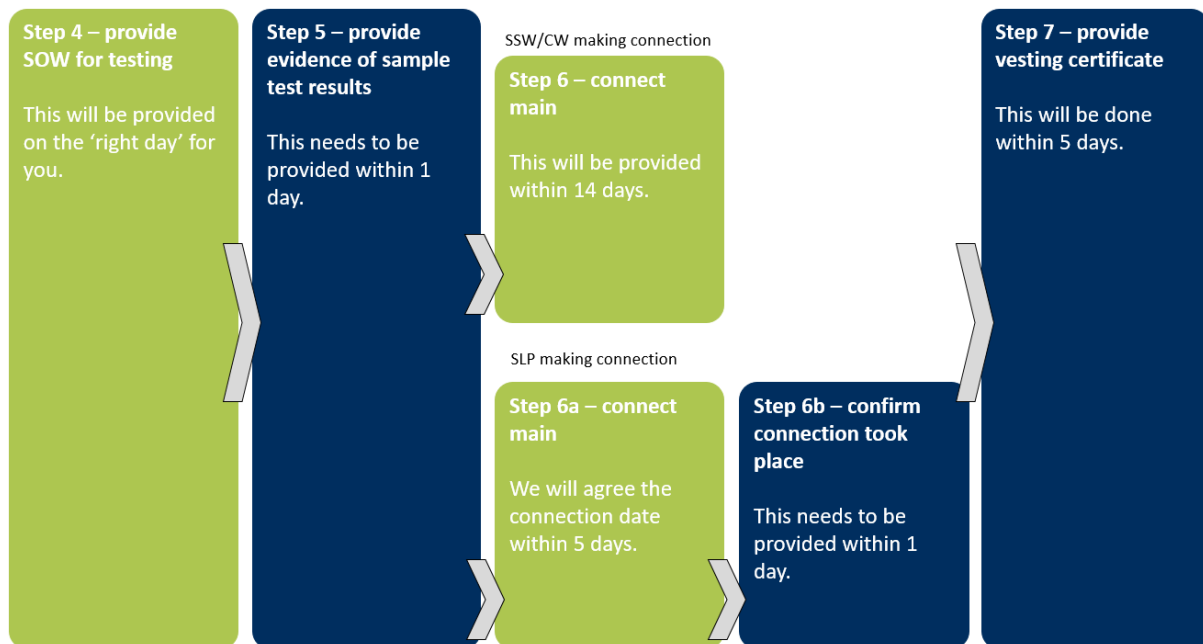 Step 4 – provide
SOW for testing
This will be provided
on the ‘right day’ for
you.
Step 5 – provide
evidence of sample
test results
This needs to be
provided within 1
day.
SSW/CW making connection
Step 6 – connect
main
This will be provided
within 14 days.
SLP making connection
Step 6a – connect
main
We will agree the
connection date
within 5 days.
Step 6b – confirm
connection took
place
This needs to be
provided within 1
day.
Step 7 – provide
vesting certificate
This will be done
within 5 days.